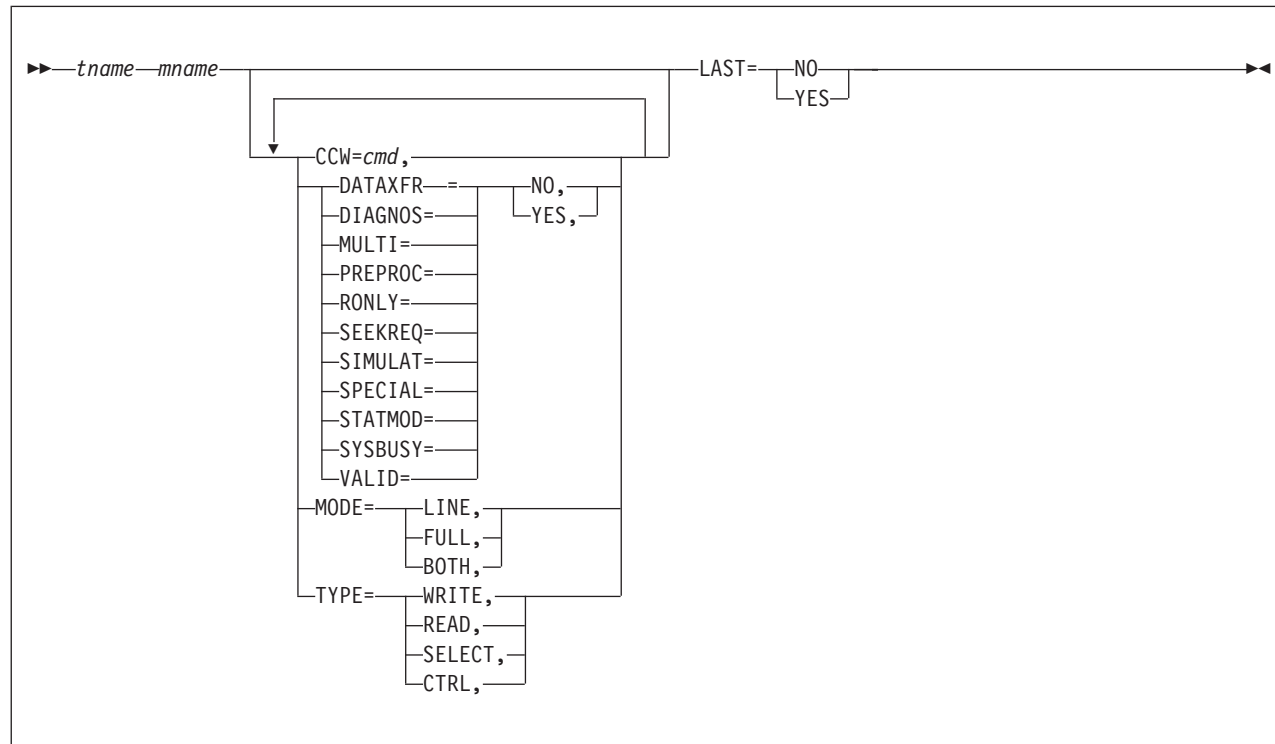 tname mname LAST= NO
YES
CCW=cmd,
DATAXFR = NO,
DIAGNOS= YES,
MULTI=
PREPROC=
RONLY=
SEEKREQ=
SIMULAT=
SPECIAL=
STATMOD=
SYSBUSY=
VALID=
MODE= LINE,
FULL,
BOTH,
TYPE= WRITE,
READ,
SELECT,
CTRL,